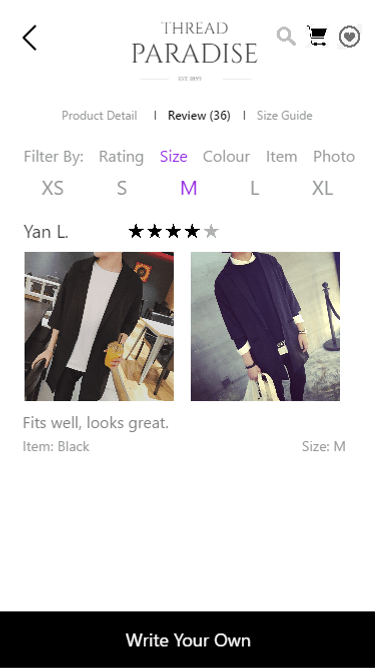 THREAD
PARADISE
EST 1899
Product Detail | Review (36) | Size Guide
Filter By: Rating Size Colour Item Photo
XS S M L XL
Yan L.
Fits well, looks great.
Item: Black Size: M
Write Your Own